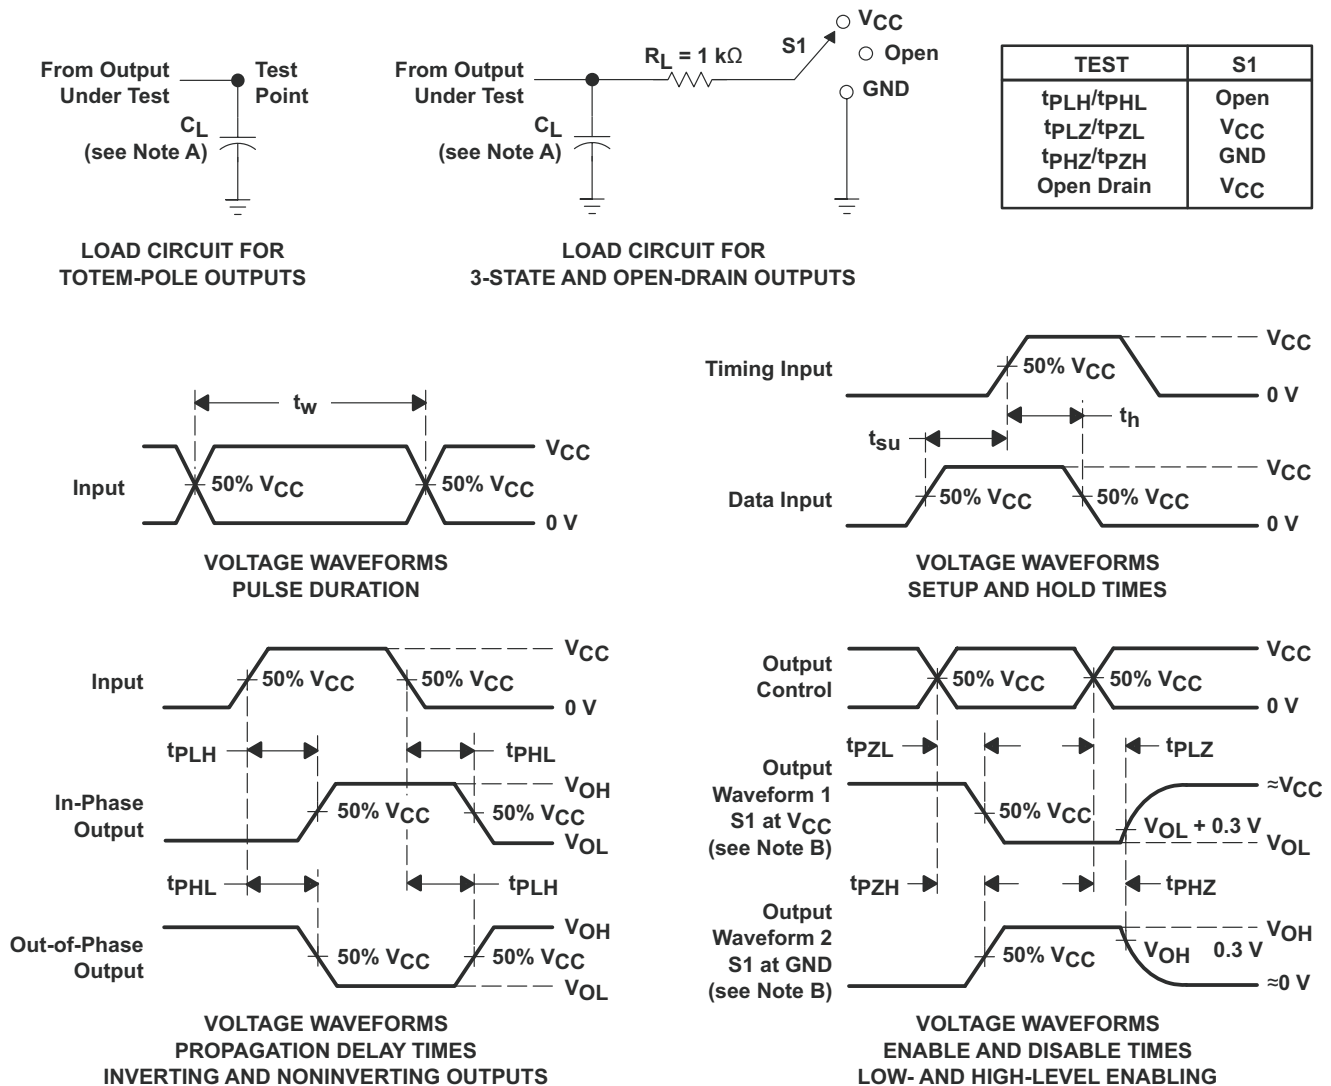 From Output
Under Test
Test
Point
CL
(see Note A)
LOAD CIRCUIT FOR
TOTEM-POLE OUTPUTS
From Output
Under Test
RL = 1 kΩ
S1
VCC
Open
GND
CL
(see Note A)
LOAD CIRCUIT FOR
3-STATE AND OPEN-DRAIN OUTPUTS
TEST S1
tPLH/tPHL Open
tPLZ/tPZL VCC
tPHZ/tPZH GND
Open Drain VCC
tw
Input
50% VCC
50% VCC
VCC
0 V
VOLTAGE WAVEFORMS
PULSE DURATION
Timing Input
50% VCC
VCC
0 V
tsu
th
Data Input
50% VCC
50% VCC
VCC
0 V
VOLTAGE WAVEFORMS
SETUP AND HOLD TIMES
Input
50% VCC
50% VCC
VCC
0 V
tPLH
tPHL
In-Phase
Output
50% VCC
50% VCC
VOH
VOL
tPHL
tPLH
Out-of-Phase
Output
50% VCC
50% VCC
VOH
VOL
VOLTAGE WAVEFORMS
PROPAGATION DELAY TIMES
INVERTING AND NONINVERTING OUTPUTS
Output
Control
50% VCC
50% VCC
VCC
0 V
tPZL
tPLZ
Output
Waveform 1
S1 at VCC
(see Note B)
50% VCC
VOL + 0.3 V
≈VCC
VOL
tPZH
tPHZ
Output
Waveform 2
S1 at GND
(see Note B)
50% VCC
VOH 0.3 V
VOH
≈0 V
VOLTAGE WAVEFORMS
ENABLE AND DISABLE TIMES
LOW- AND HIGH-LEVEL ENABLING